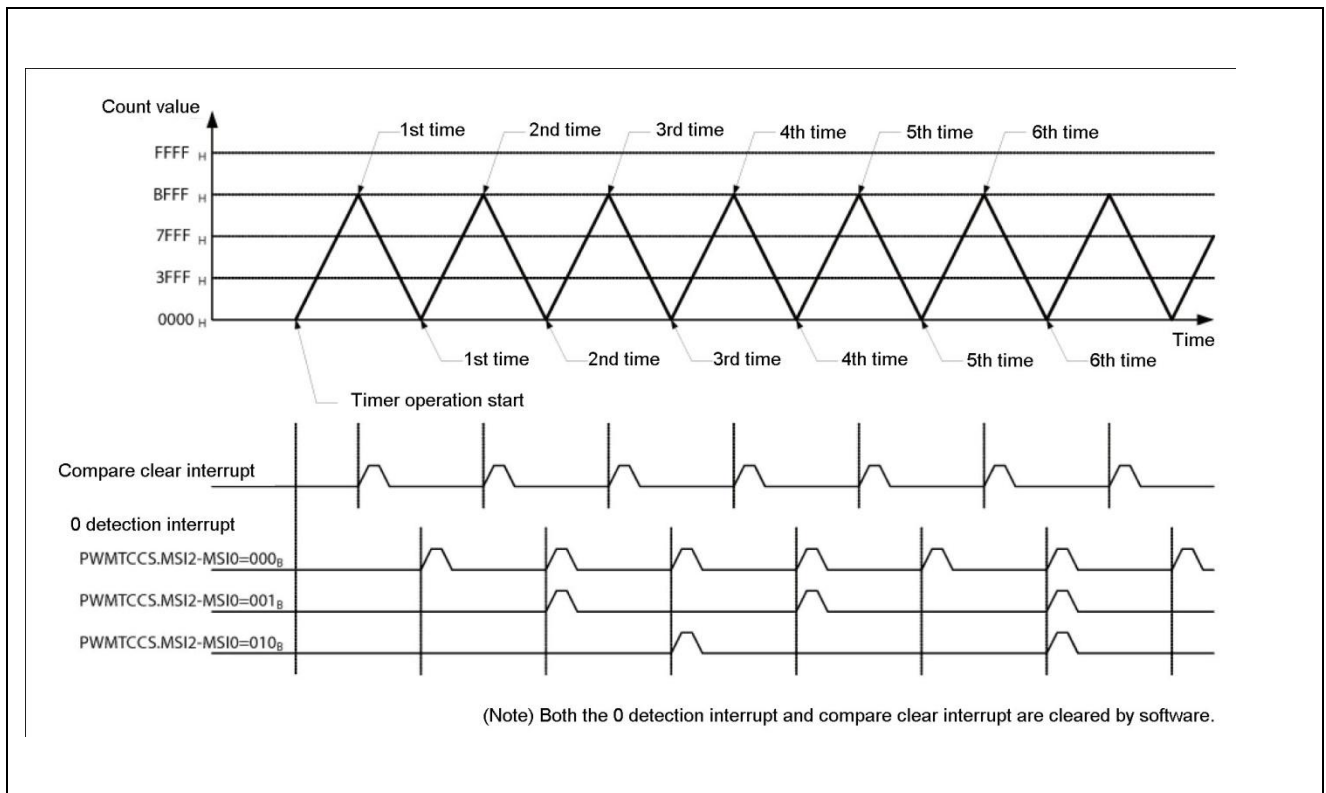 Count value
1st time 2nd time 3rd time 4th time 5th time 6th time
FFFF H
BFFF H
7FFF H
3FFF H
0000 H
Time
1st time 2nd time 3rd time 4th time 5th time 6th time
Timer operation start
Compare clear interrupt
0 detection interrupt
PWMTCCS.MSI2-MSI0=000B
PWMTCCS.MSI2-MSI0=001B
PWMTCCS.MSI2-MSI0=010B
(Note) Both the 0 detection interrupt and compare clear interrupt are cleared by software.